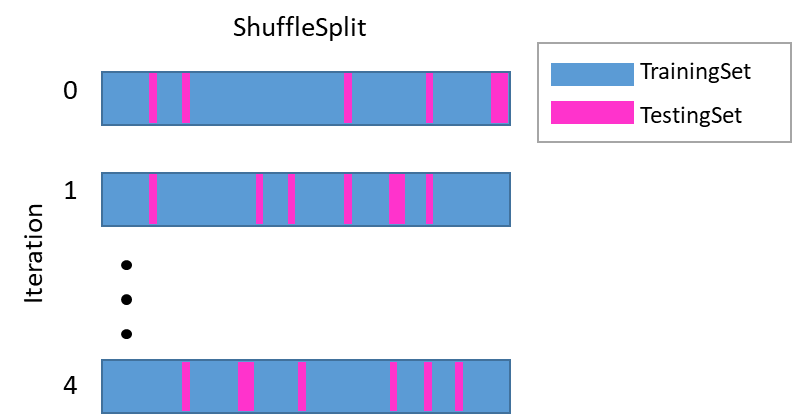 ShuffleSplit
0
TrainingSet
TestingSet
1
Iteration
4